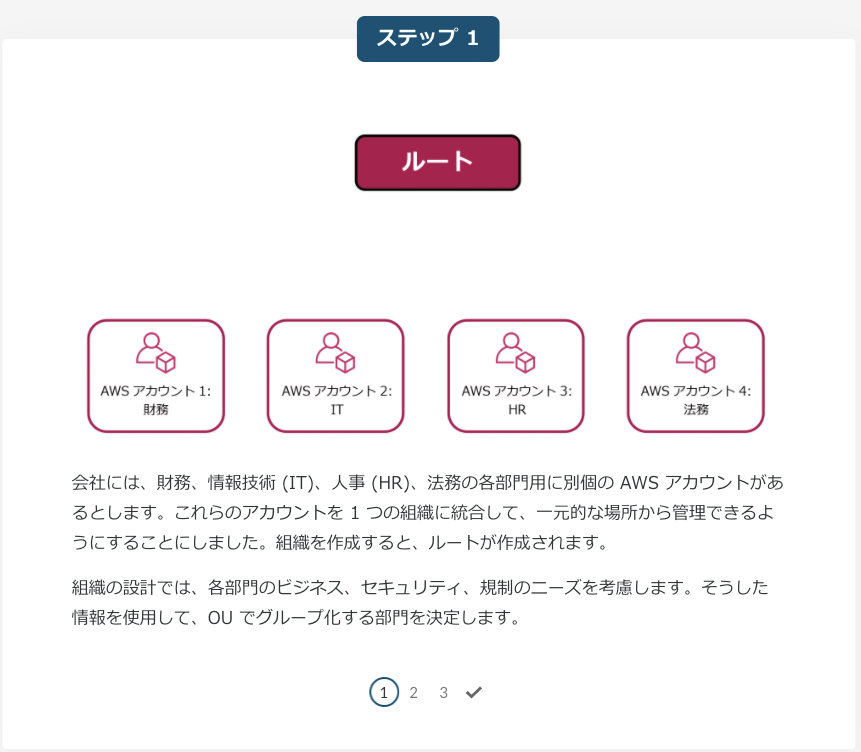 ステップ 1
ルート
AWS アカウント 1:
財務
AWS アカウント 2:
IT
AWS アカウント 3:
HR
AWS アカウント 4:
法務
会社には、財務、情報技術 (IT)、人事 (HR)、法務の各部門用に別個の AWS アカウントがあ
るとします。これらのアカウントを 1 つの組織に統合して、一元的な場所から管理できるよ
うにすることにしました。組織を作成すると、ルートが作成されます。
組織の設計では、各部門のビジネス、セキュリティ、規制のニーズを考慮します。そうした
情報を使用して、OU でグループ化する部門を決定します。
1 2 3